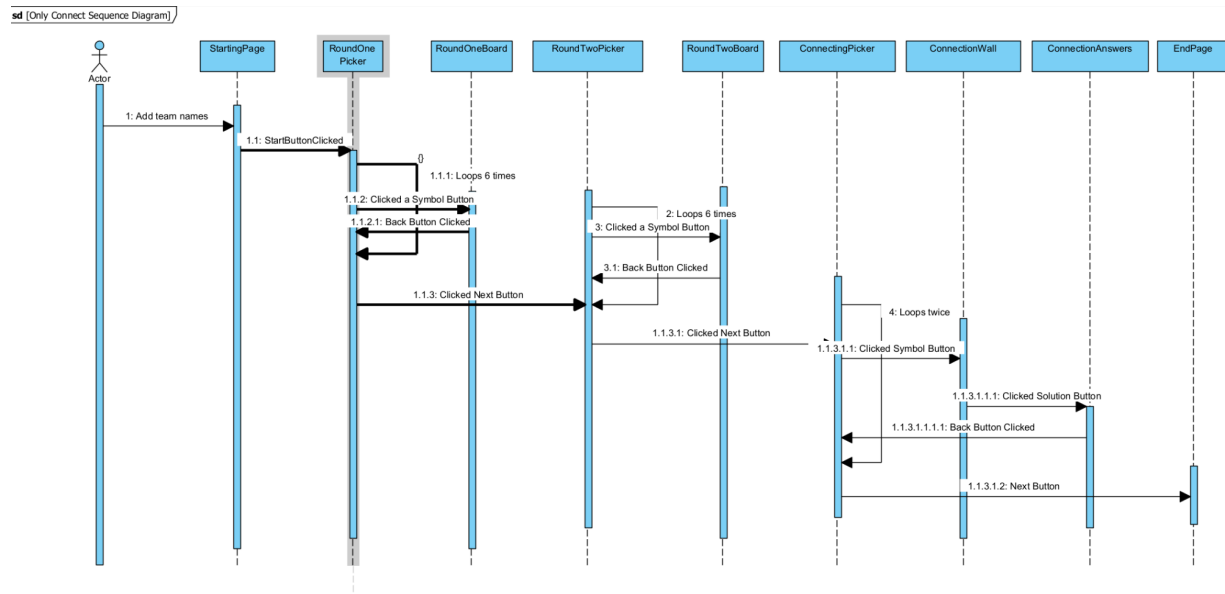 sd [Only Connect Sequence Diagram]
Actor
StartingPage
RoundOne
Picker
RoundOneBoard
RoundTwoPicker
RoundTwoBoard
ConnectingPicker
ConnectionWall
ConnectionAnswers
EndPage
1: Add team names
1.1: StartButtonClicked
{}
1.1.1: Loops 6 times
1.1.2: Clicked a Symbol Button
1.1.2.1: Back Button Clicked
2: Loops 6 times
3: Clicked a Symbol Button
3.1: Back Button Clicked
1.1.3: Clicked Next Button
4: Loops twice
1.1.3.1: Clicked Next Button
1.1.3.1.1: Clicked Symbol Button
1.1.3.1.1.1: Clicked Solution Button
1.1.3.1.1.1.1: Back Button Clicked
1.1.3.1.2: Next Button